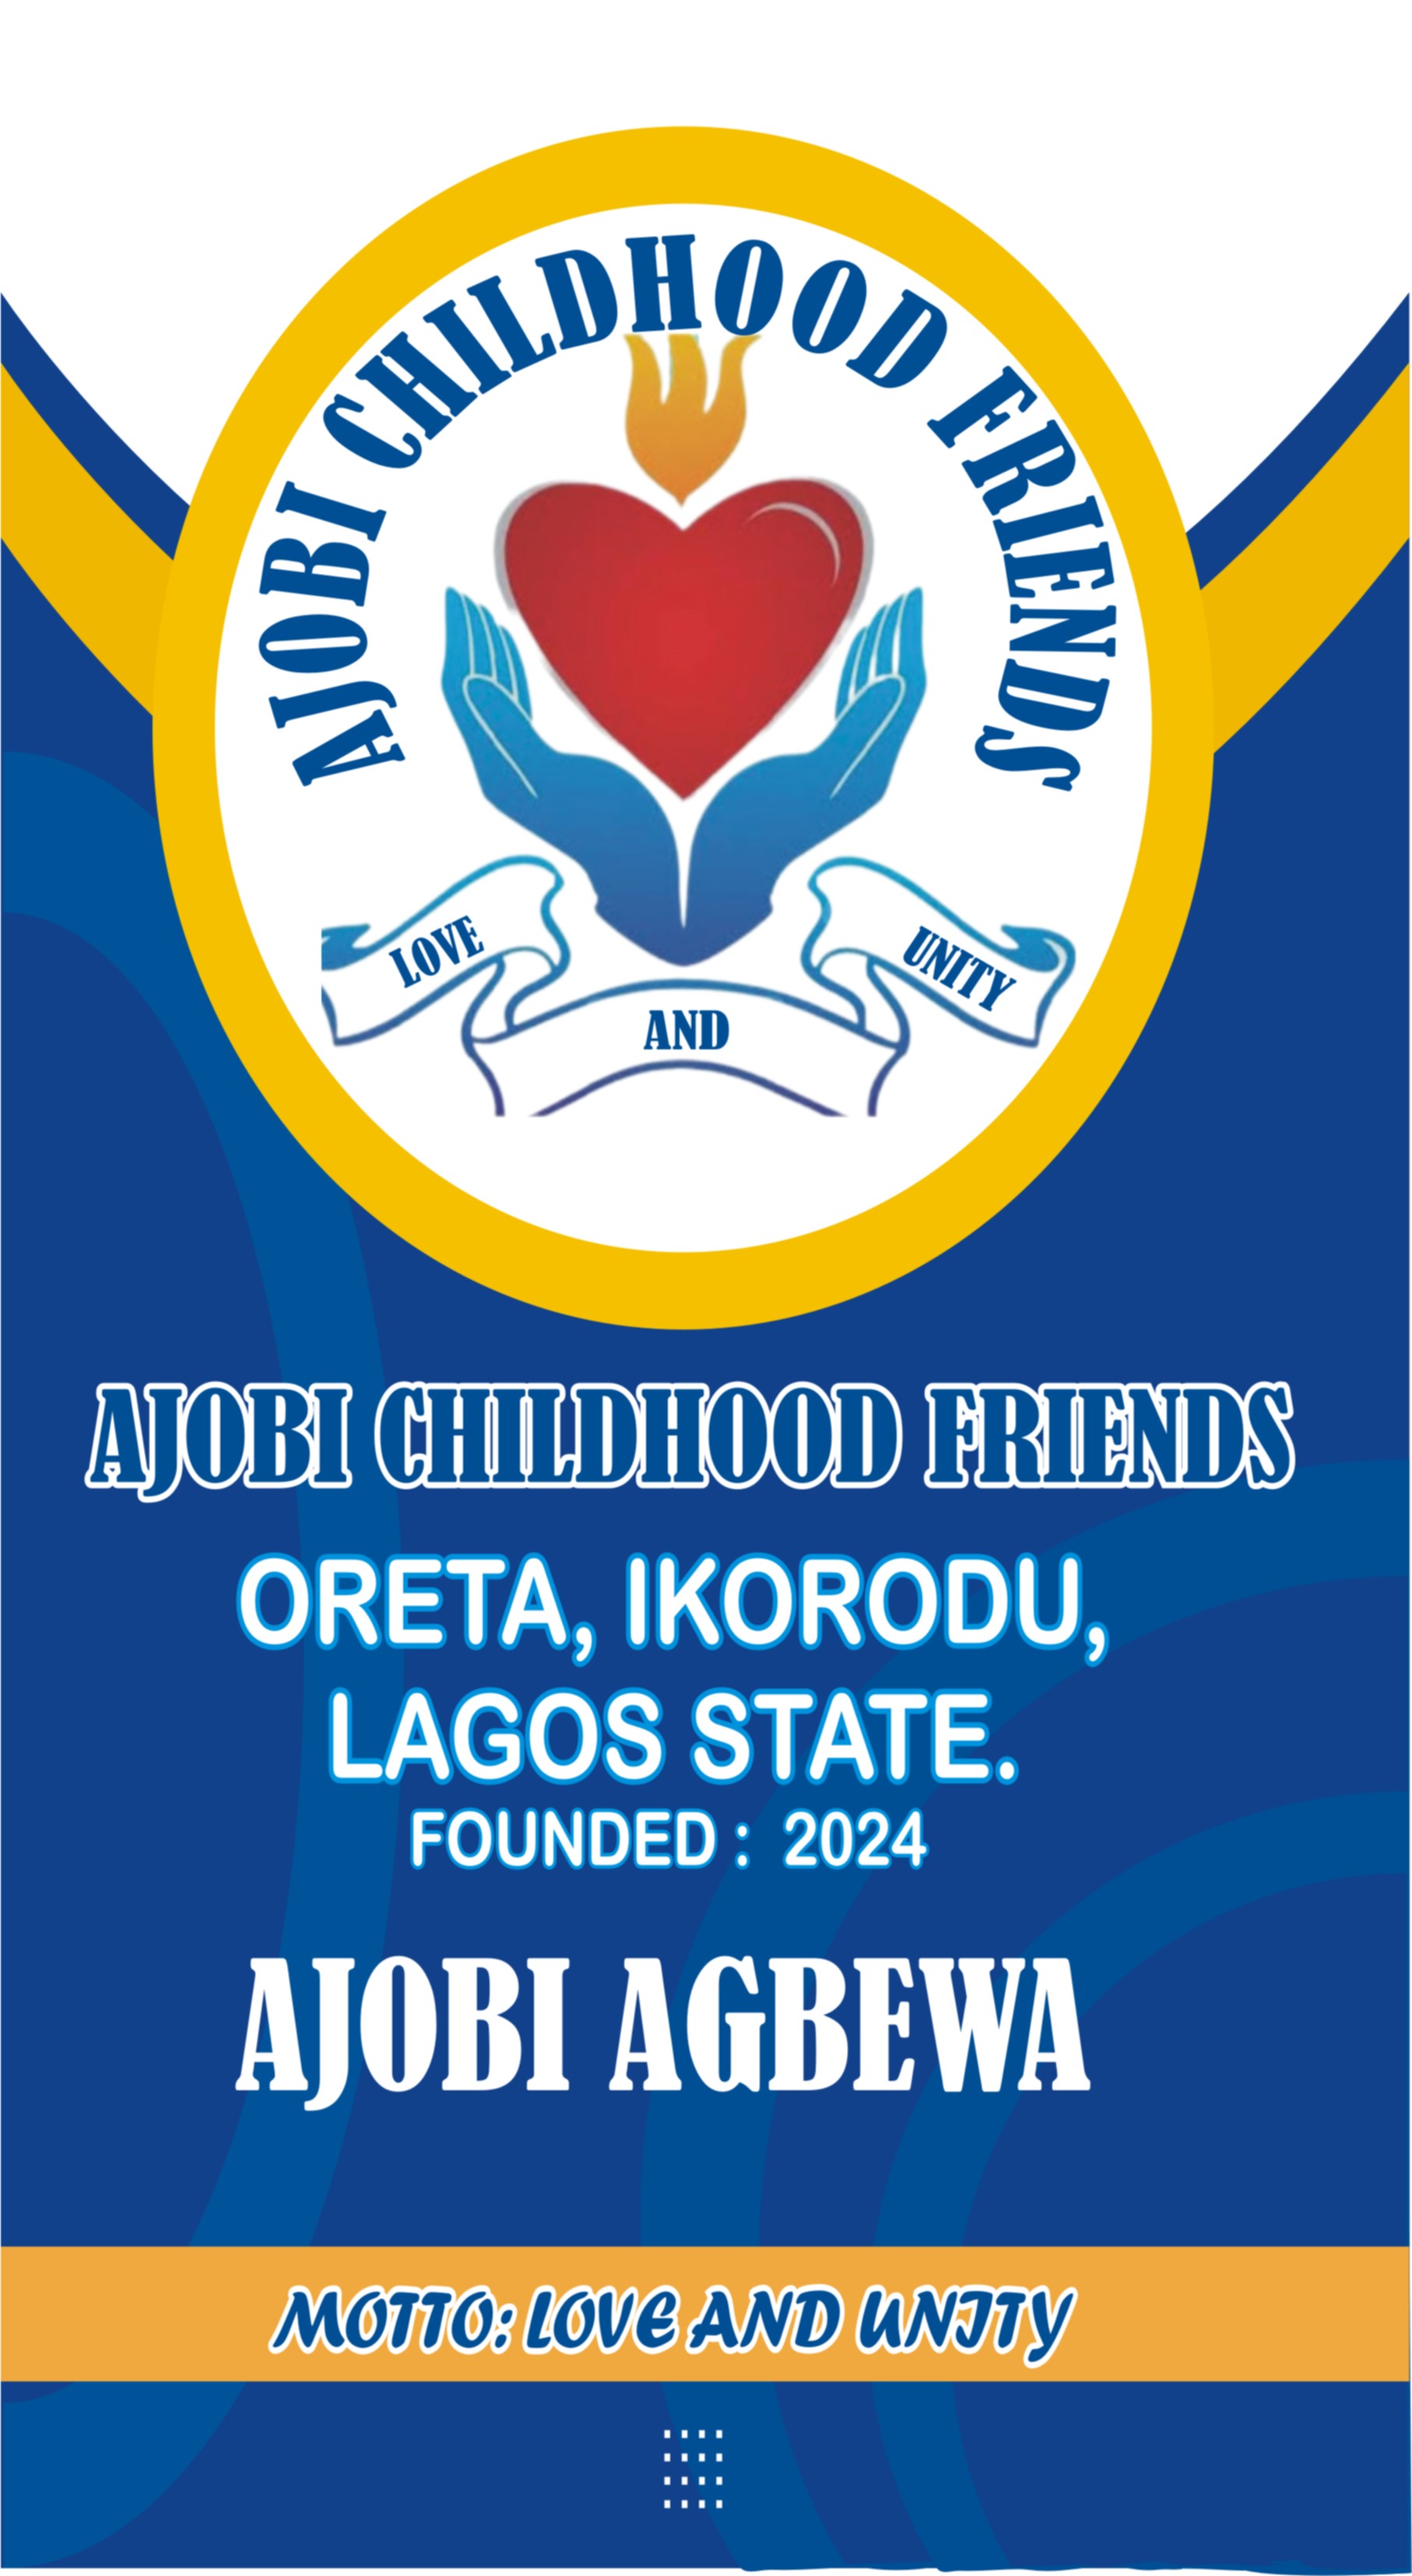 AJOBI CHILDHOOD FRIENDS
LOVE
AND
UNITY
AJOBI CHILDHOOD FRIENDS
ORETA, IKORODU,
LAGOS STATE.
FOUNDED : 2024
AJOBI AGBEWA
MOTTO: LOVE AND UNITY